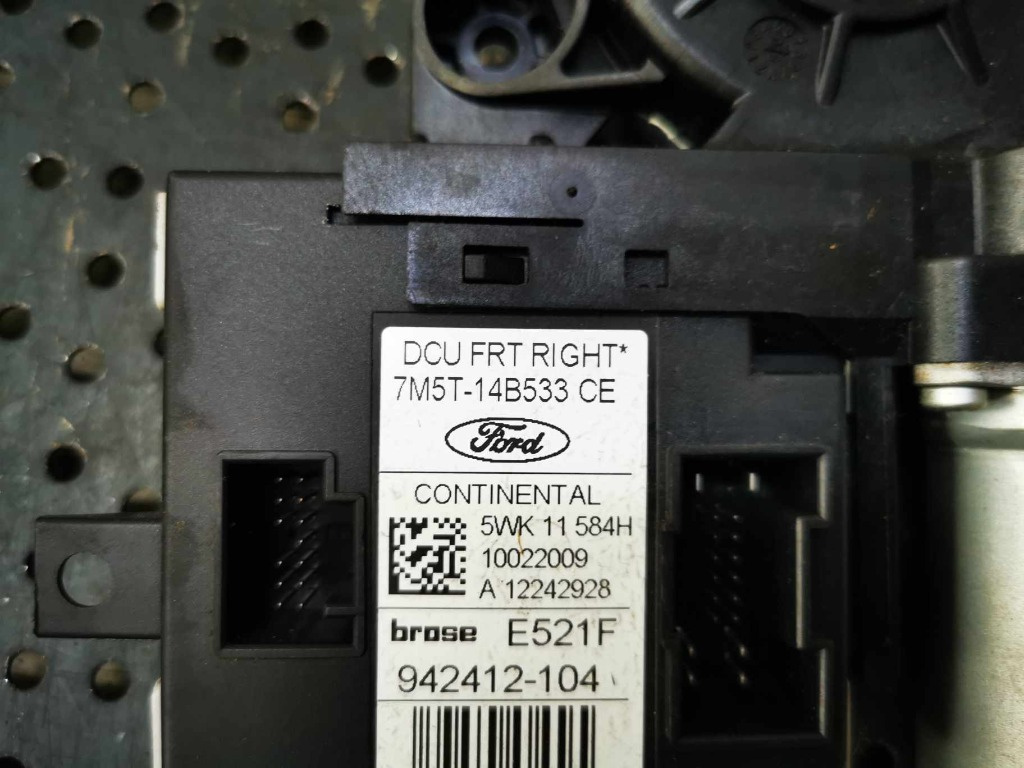 DCU FRT RIGHT*
7M5T-14B533 CE
Ford
CONTINENTAL
5WK 11 584H
10022009
A 12242928
brose E521F
942412-104